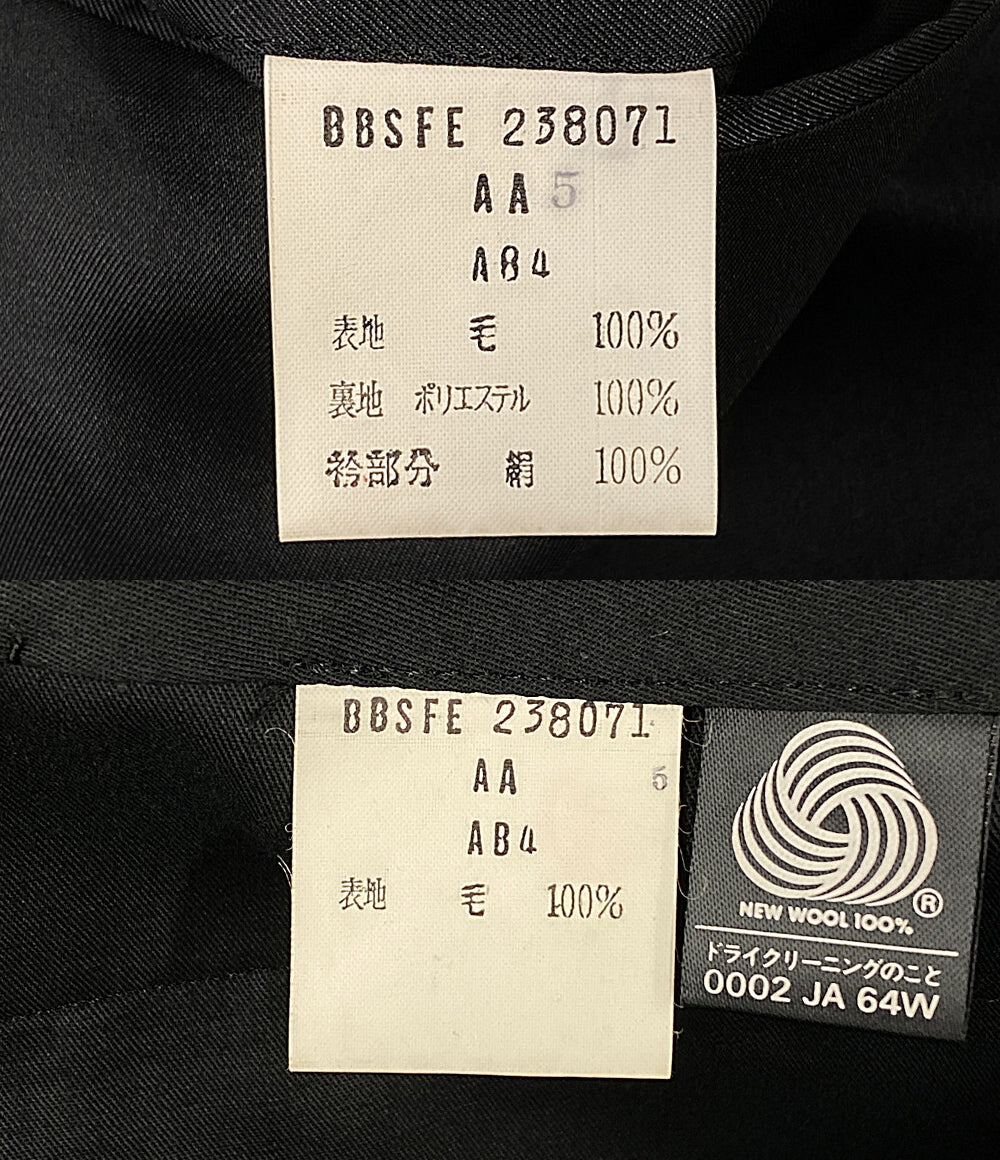 BBSFE 238071
AA 5
AB4
表地 毛 100%
裏地 ポリエステル 100%
衿部分 絹 100%
BBSFE 238071
AA 5
AB4
表地 毛 100%
®
NEW WOOL 100%
ドライクリーニングのこと
0002 JA 64W